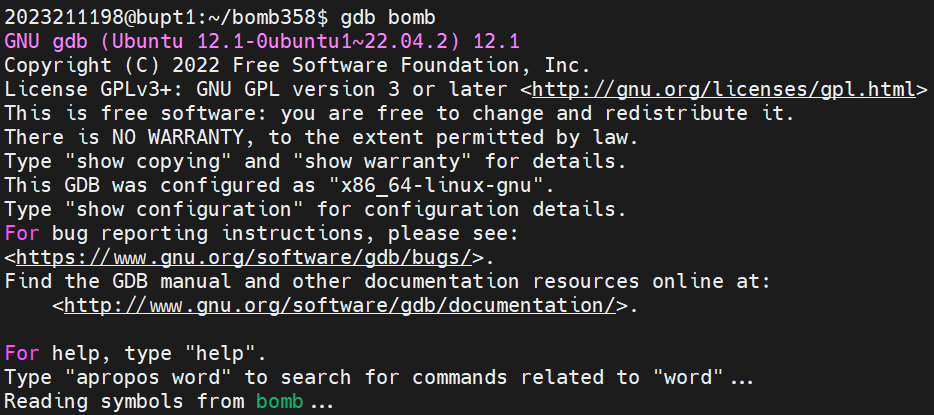 2023211198@bupt1:~/bomb358$ gdb bomb
GNU gdb (Ubuntu 12.1-0ubuntu1~22.04.2) 12.1
Copyright (C) 2022 Free Software Foundation, Inc.
License GPLv3+: GNU GPL version 3 or later <http://gnu.org/licenses/gpl.html>
This is free software: you are free to change and redistribute it.
There is NO WARRANTY, to the extent permitted by law.
Type "show copying" and "show warranty" for details.
This GDB was configured as "x86_64-linux-gnu".
Type "show configuration" for configuration details.
For bug reporting instructions, please see:
<https://www.gnu.org/software/gdb/bugs/>.
Find the GDB manual and other documentation resources online at:
    <http://www.gnu.org/software/gdb/documentation/>.

For help, type "help".
Type "apropos word" to search for commands related to "word"...
Reading symbols from bomb...